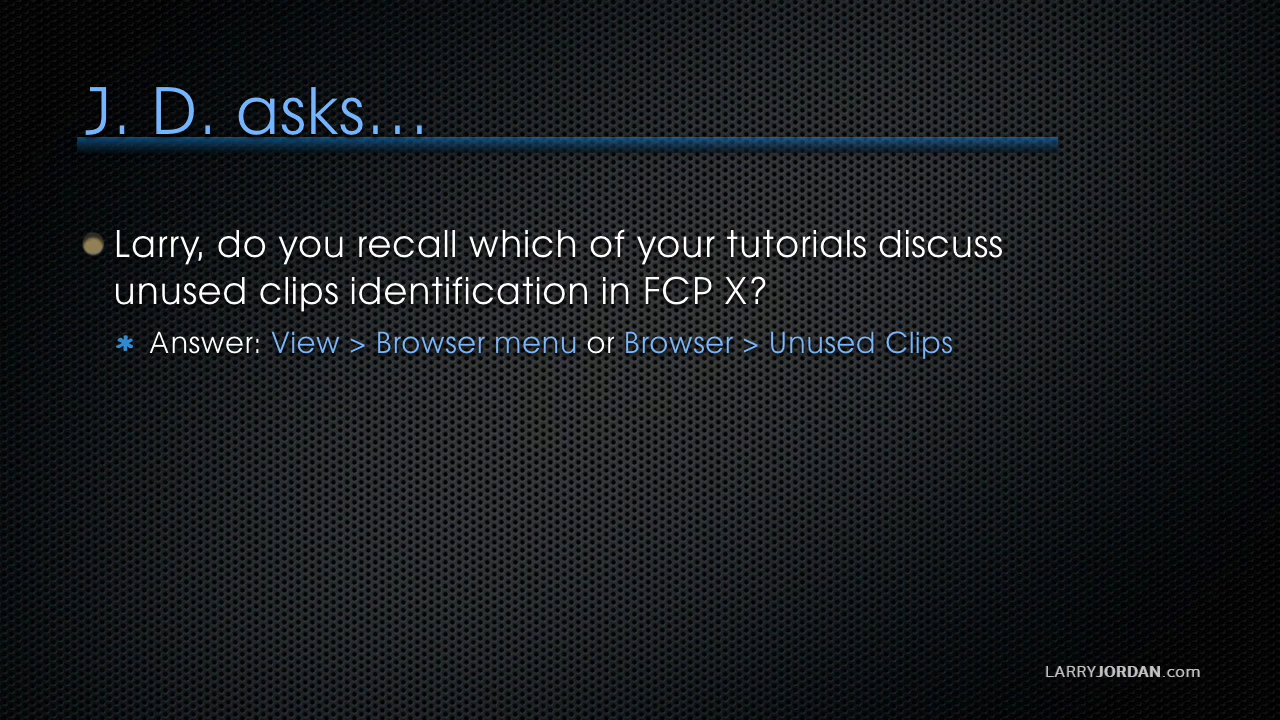 J. D. asks…
Larry, do you recall which of your tutorials discuss
unused clips identification in FCP X?
Answer: View > Browser menu or Browser > Unused Clips
LARRYJORDAN.com